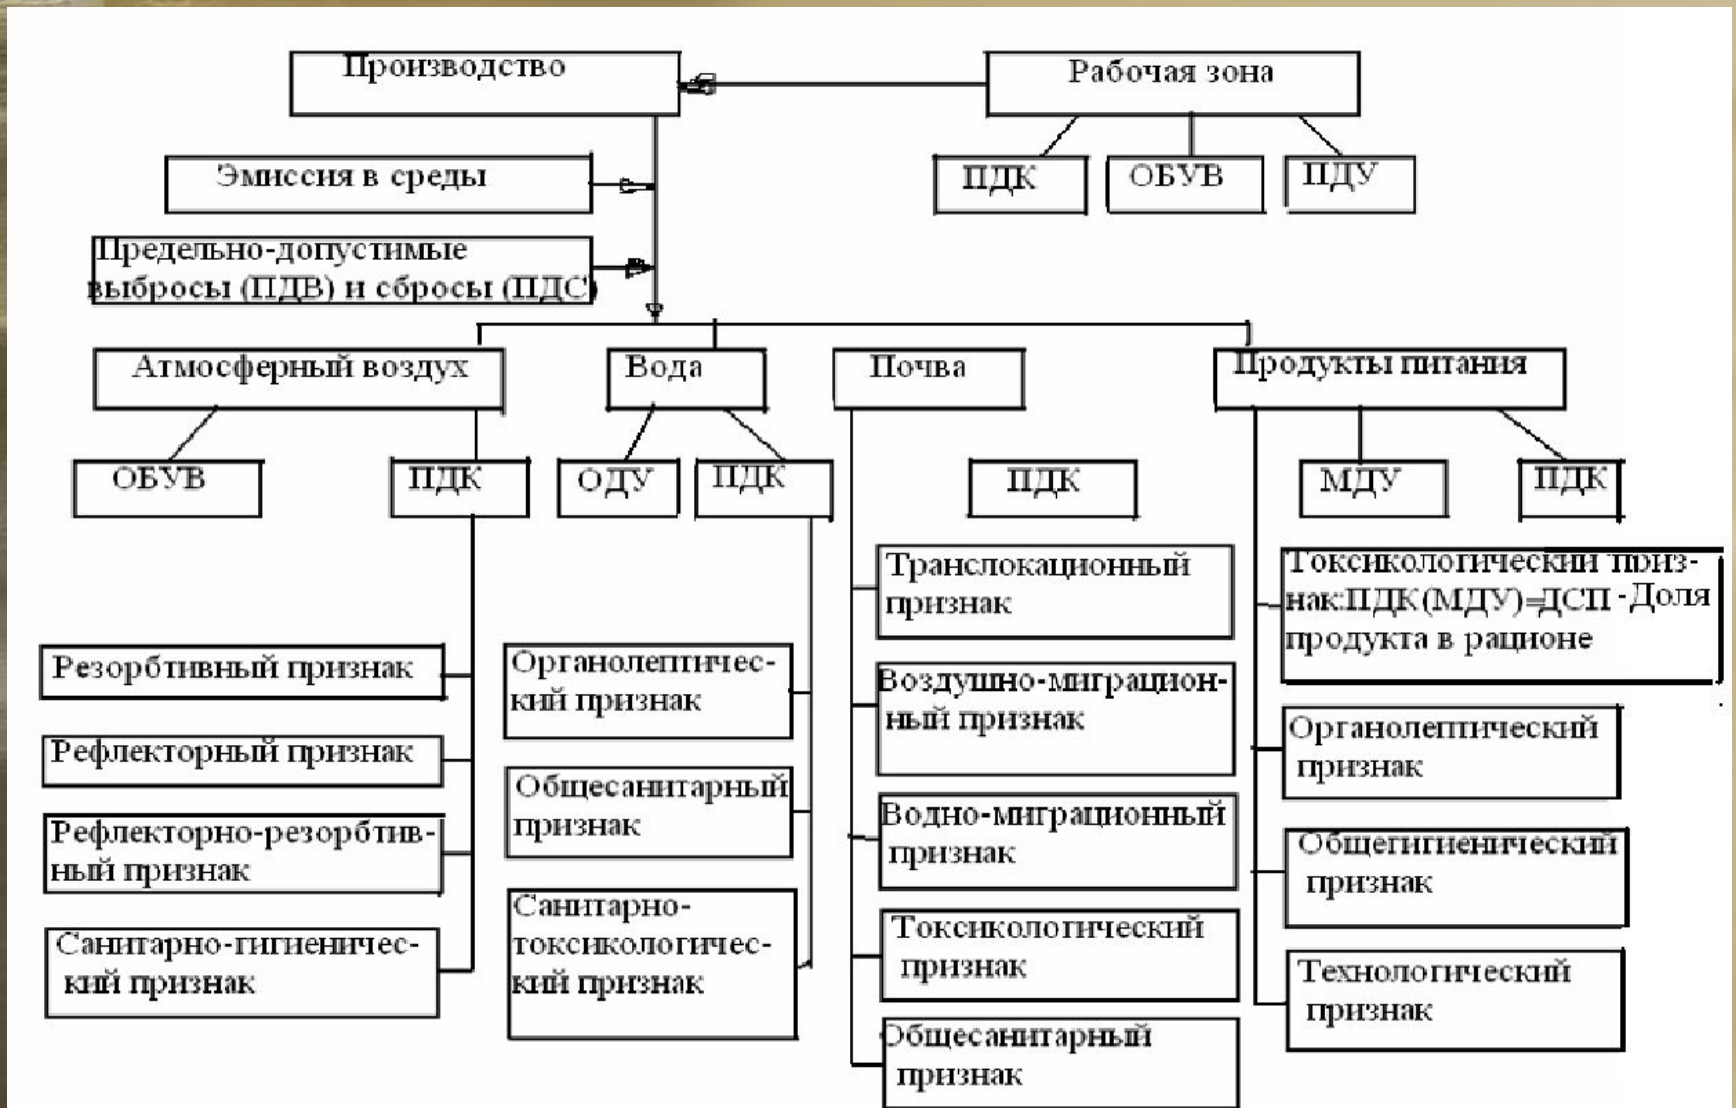 Производство
Рабочая зона
ПДК
ОБУВ
ПДУ
Эмиссия в среды
Предельно-допустимые
выбросы (ПДВ) и сбросы (ПДС)
Атмосферный воздух
Вода
Почва
Продукты питания
ОБУВ
ПДК
ОДУ
ПДК
ПДК
МДУ
ПДК
Резорбтивный признак
Рефлекторный признак
Рефлекторно-резорбтив-
ный признак
Санитарно-гигиеничес-
кий признак
Органолептичес-
кий признак
Общесанитарный
признак
Санитарно-
токсикологичес-
кий признак
Транслокационный
признак
Воздушно-миграцион-
ный признак
Водно-миграционный
признак
Токсикологический
признак
Общесанитарный
признак
Токсикологический приз-
нак:ПДК(МДУ)=ДСП -Доля
продукта в рационе
Органолептический
признак
Общегигиенический
признак
Технологический
признак